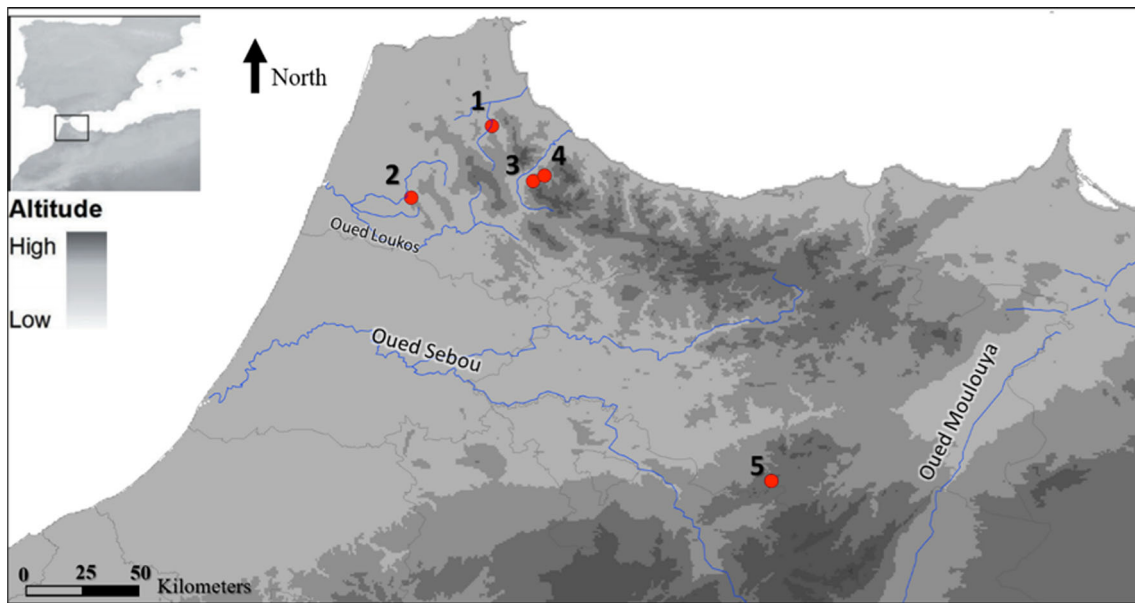 North
1
2
3
4
Oued Loukos
Altitude
High
Low
Oued Sebou
Oued Moulouya
5
0 25 50
Kilometers